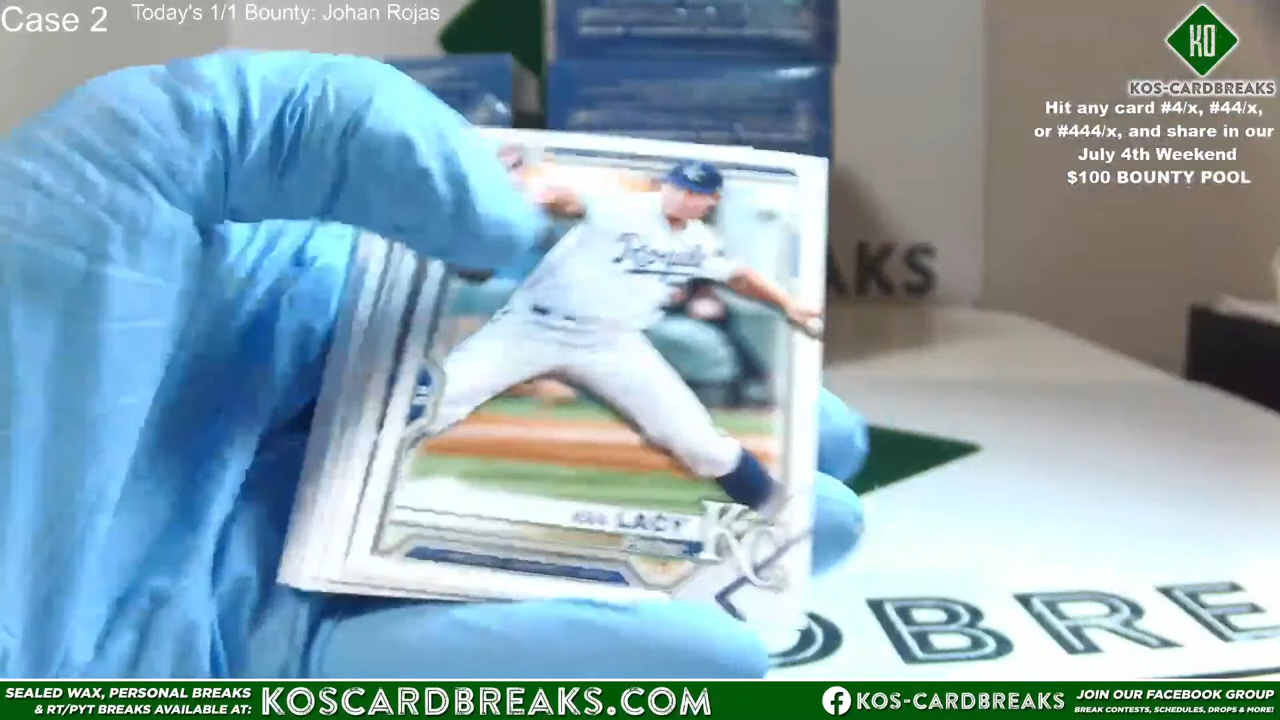 Case 2
Today's 1/1 Bounty: Johan Rojas
KO
KOS-CARDBREAKS
Hit any card #4/x, #44/x,
or #444/x, and share in our
July 4th Weekend
$100 BOUNTY POOL
AKS
Royals
LACY
KC
OBRE
SEALED WAX, PERSONAL BREAKS
& RT/PYT BREAKS AVAILABLE AT:
KOSCARDBREAKS.COM
KOS-CARDBREAKS
JOIN OUR FACEBOOK GROUP
BREAK CONTESTS, SCHEDULES, DROPS & MORE!